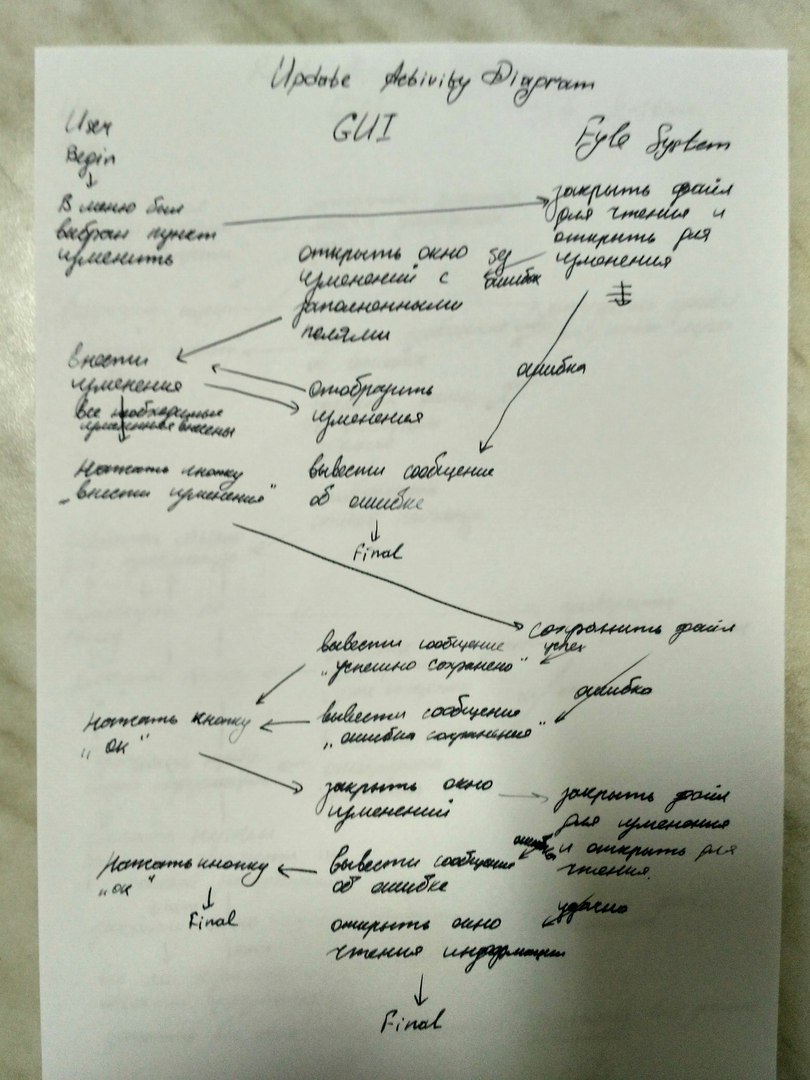 Update Activity Diagram
User
GUI
Fyle System
Begin
В меню был
выбран пункт
изменить
закрыть файл
для чтения и
открыть для
изменения
открыть окно
изменений с
заполненными
полями
без
ошибок
внести
изменения
отобразить
изменения
ошибка
Все необходимые
изменения внесены
Нажать кнопку
„внести изменения"
вывести сообщение
об ошибке
Final
сохранить файл
успех
вывести сообщение
„успешно сохранено"
ошибка
Нажать кнопку
„ок"
вывести сообщение
„ошибка сохранения"
закрыть окно
изменений
закрыть файл
для изменения
и открыть для
чтения.
ошибка
вывести сообщение
об ошибке
Нажать кнопку
„ок"
Final
удачно
открыть окно
чтения информации
Final